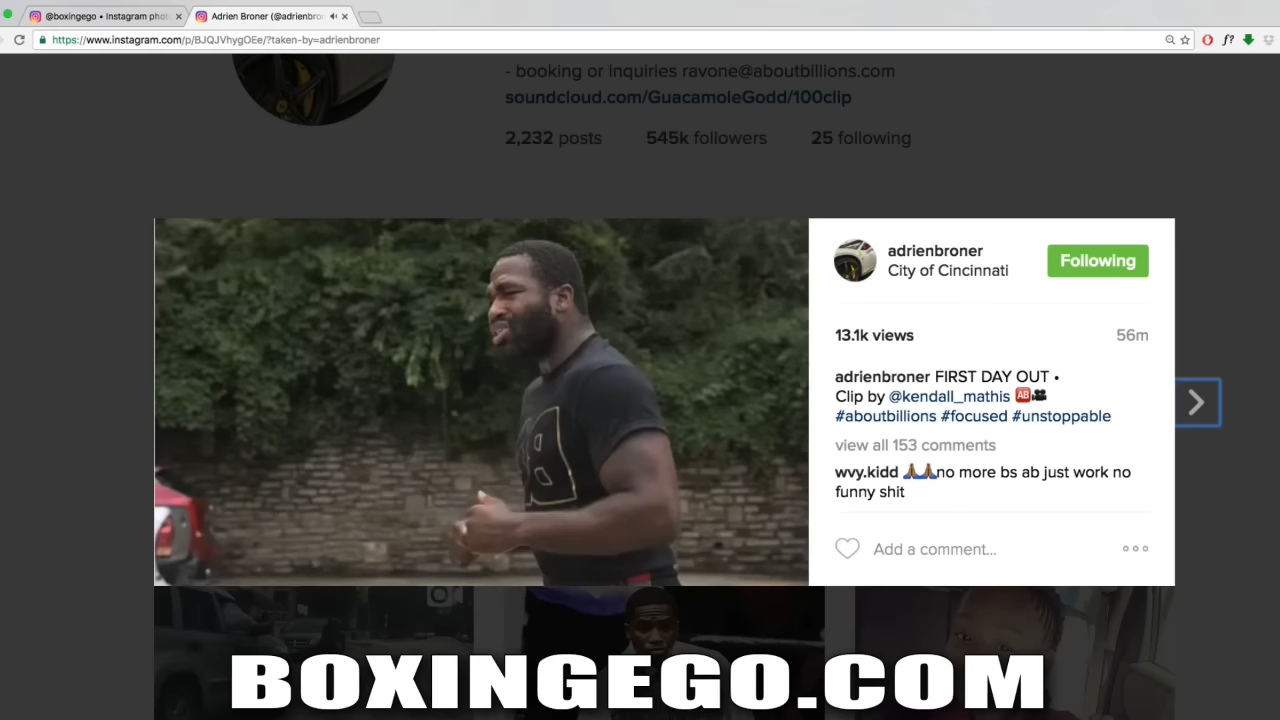 @boxingego • Instagram phot
Adrien Broner (@adrienbron
https://www.instagram.com/p/BJQJVhygOEe/?taken-by=adrienbroner
f?
- booking or inquiries ravone@aboutbillions.com
soundcloud.com/GuacamoleGodd/100clip
2,232 posts 545k followers 25 following
adrienbroner
City of Cincinnati
Following
13.1k views 56m
adrienbroner FIRST DAY OUT •
Clip by @kendall_mathis 🆎🎥
#aboutbillions #focused #unstoppable
view all 153 comments
wvy.kidd 🙏🏾🙏🏾no more bs ab just work no
funny shit
Add a comment...
BOXINGEGO.COM